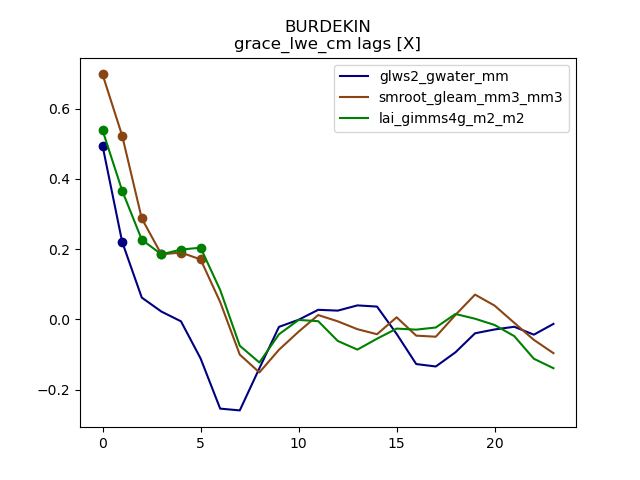 BURDEKIN
grace_lwe_cm lags [X]
glws2_gwater_mm
smroot_gleam_mm3_mm3
lai_gimms4g_m2_m2
0.6
0.4
0.2
0.0
−0.2
0 5 10 15 20